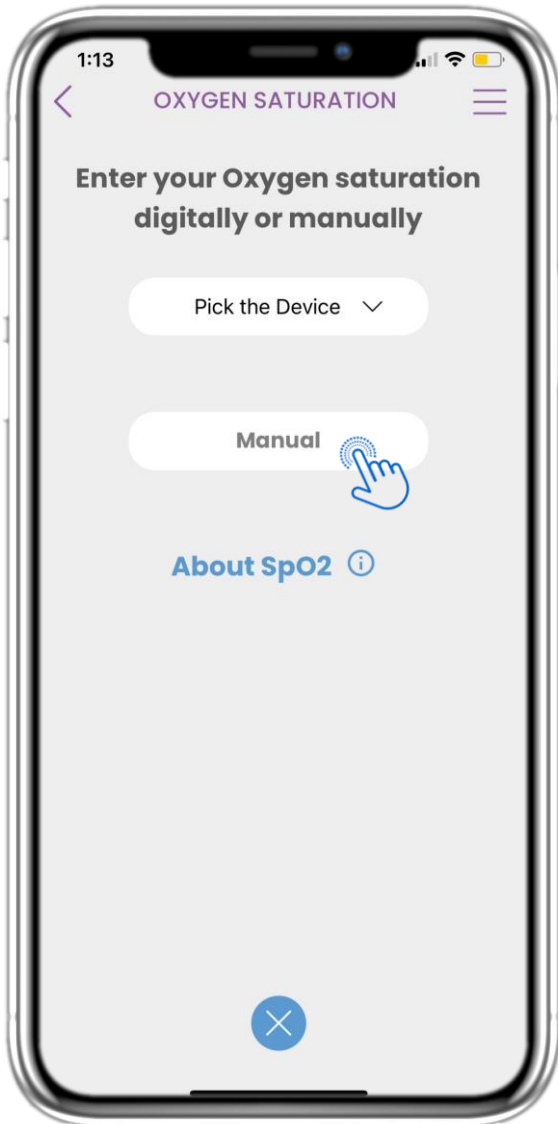 1:13
OXYGEN SATURATION
Enter your Oxygen saturation
digitally or manually
Pick the Device
Manual
About SpO2